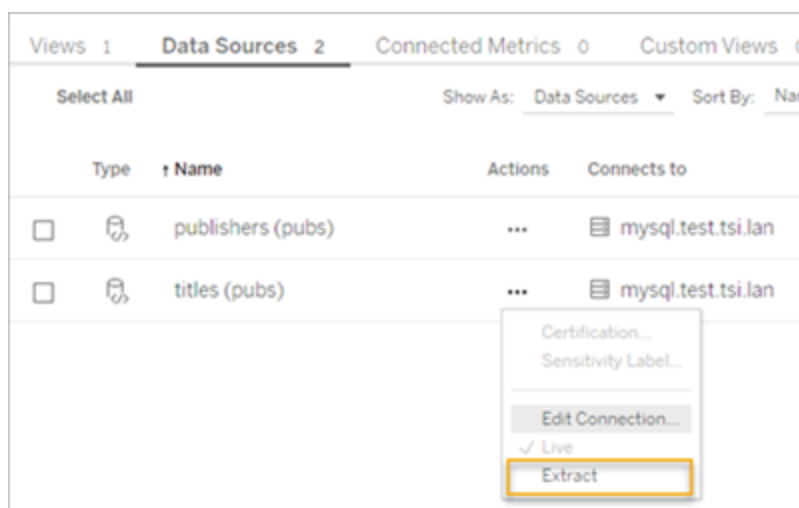 Views 1 Data Sources 2 Connected Metrics 0 Custom Views
Select All Show As: Data Sources Sort By:
Type ↑ Name Actions Connects to
publishers (pubs) ... mysql.test.tsi.lan
titles (pubs) ... mysql.test.tsi.lan
Certification...
Sensitivity Label...
Edit Connection...
✓ Live
Extract